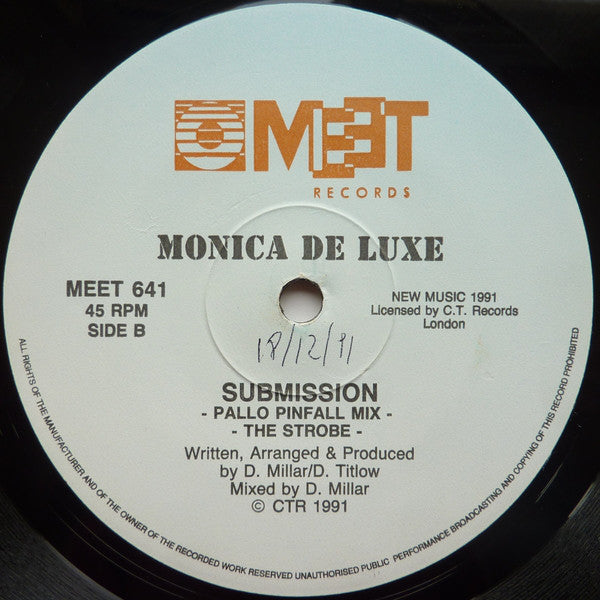 MEET
RECORDS
MONICA DE LUXE
MEET 641
45 RPM
SIDE B
NEW MUSIC 1991
Licensed by C.T. Records
London
18/12/91
SUBMISSION
- PALLO PINFALL MIX -
- THE STROBE -
Written, Arranged & Produced
by D. Millar/D. Titlow
Mixed by D. Millar
© CTR 1991
ALL RIGHTS OF THE MANUFACTURER AND OF THE OWNER OF THE RECORDED WORK RESERVED UNAUTHORISED PUBLIC PERFORMANCE BROADCASTING AND COPYING OF THIS RECORD PROHIBITED